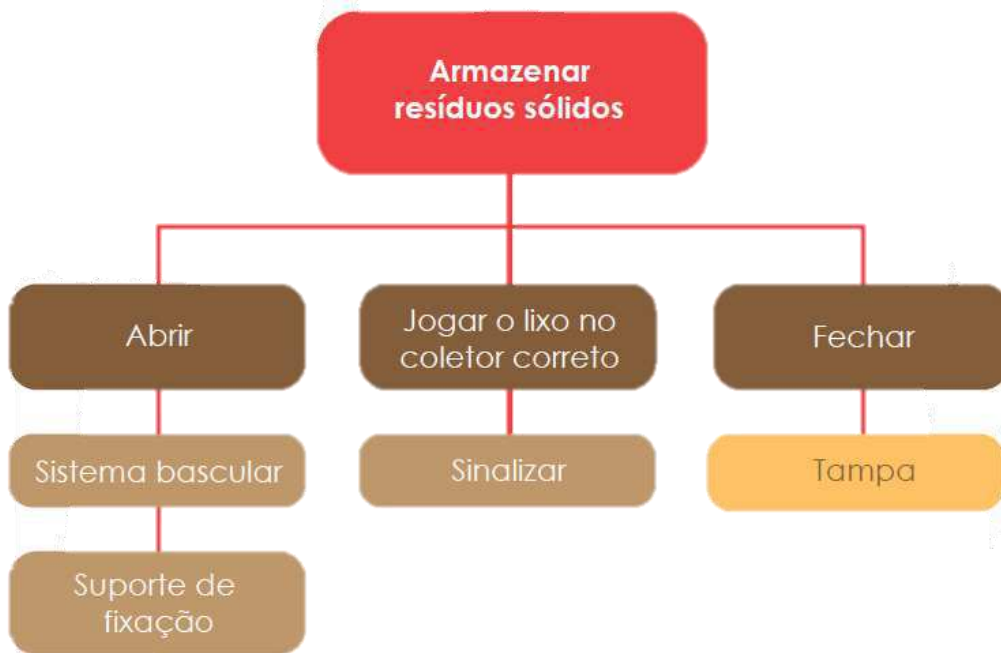 Armazenar
resíduos sólidos
Abrir
Jogar o lixo no
coletor correto
Fechar
Sistema bascular
Sinalizar
Tampa
Suporte de
fixação